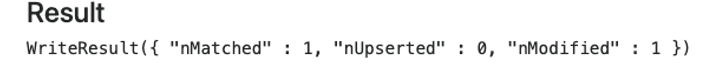 Result
WriteResult({ "nMatched" : 1, "nUpserted" : 0, "nModified" : 1 })